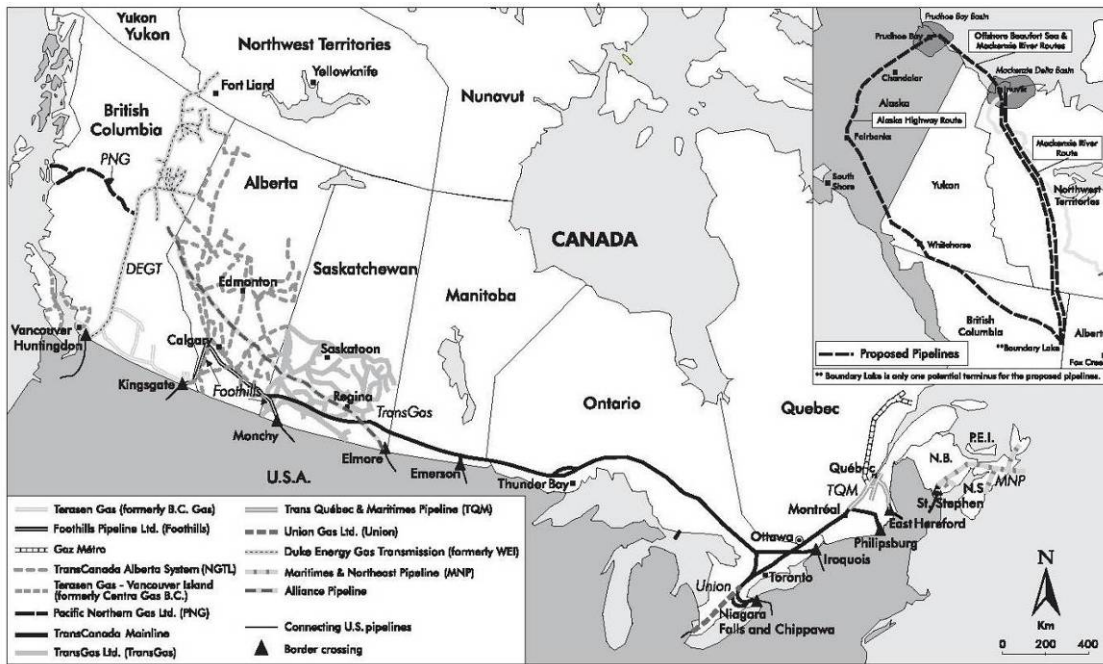 Yukon
Yukon
Northwest Territories
Yellowknife
Fort Liard
Nunavut
British
Columbia
PNG
Alberta
DEGT
Edmonton
Saskatchewan
CANADA
Manitoba
Vancouver
Huntingdon
Calgary
Saskatoon
Kingsgate
Foothills
Regina
TransGas
Monchy
Elmore
Emerson
Ontario
Quebec
U.S.A.
Thunder Bay
Québec
TQM
N.B.
P.E.I.
MNP
N.S
St. Stephen
Montréal
East Hereford
Philipsburg
Ottawa
Iroquois
Toronto
Union
Niagara
Falls and Chippawa
N
Km
0 200 400
Prudhoe Bay Basin
Prudhoe Bay
Offshore Beaufort Sea &
Mackenzie River Routes
Chandalar
Mackenzie Delta Basin
Inuvik
Alaska
Alaska Highway Route
Fairbanks
Mackenzie River
Route
South
Shore
Yukon
Northwest
Territories
Whitehorse
British
Columbia
Alberta
**Boundary Lake
Fox Cree
Proposed Pipelines
** Boundary Lake is only one potential terminus for the proposed pipelines.
Terasen Gas (formerly B.C. Gas)
Foothills Pipeline Ltd. (Foothills)
Gaz Métro
TransCanada Alberta System (NGTL)
Terasen Gas - Vancouver Island
(formerly Centra Gas B.C.)
Pacific Northern Gas Ltd. (PNG)
TransCanada Mainline
TransGas Ltd. (TransGas)
Trans Québec & Maritimes Pipeline (TQM)
Union Gas Ltd. (Union)
Duke Energy Gas Transmission (formerly WEI)
Maritimes & Northeast Pipeline (MNP)
Alliance Pipeline
Connecting U.S. pipelines
Border crossing